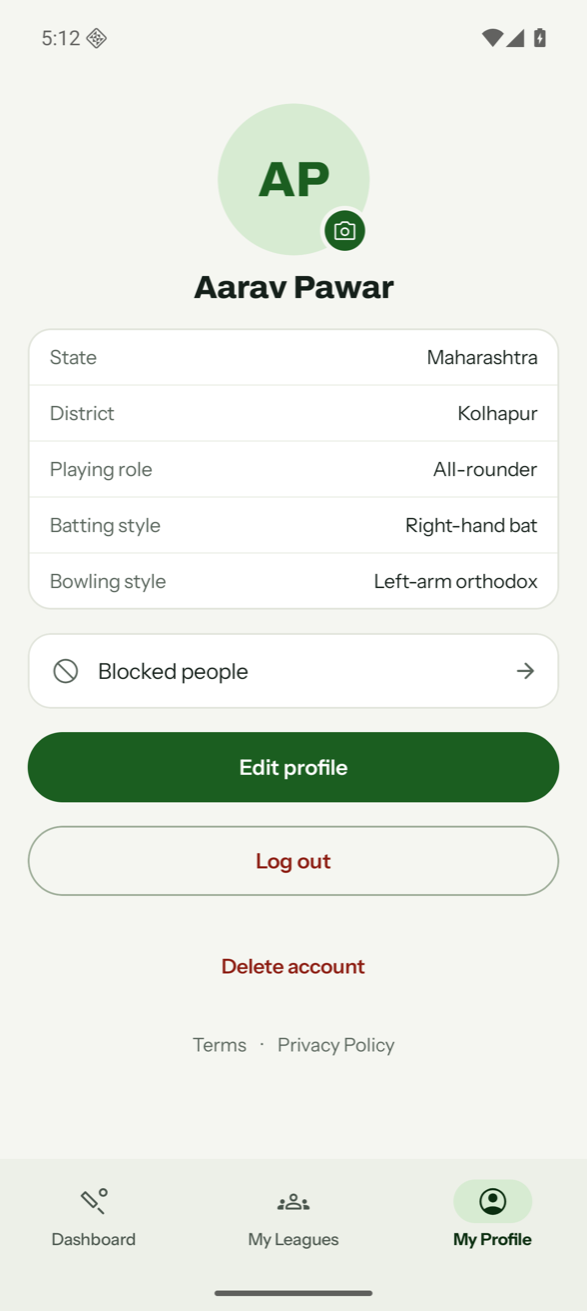 5:12
AP
Aarav Pawar
State Maharashtra
District Kolhapur
Playing role All-rounder
Batting style Right-hand bat
Bowling style Left-arm orthodox
Blocked people
Edit profile
Log out
Delete account
Terms · Privacy Policy
Dashboard My Leagues My Profile